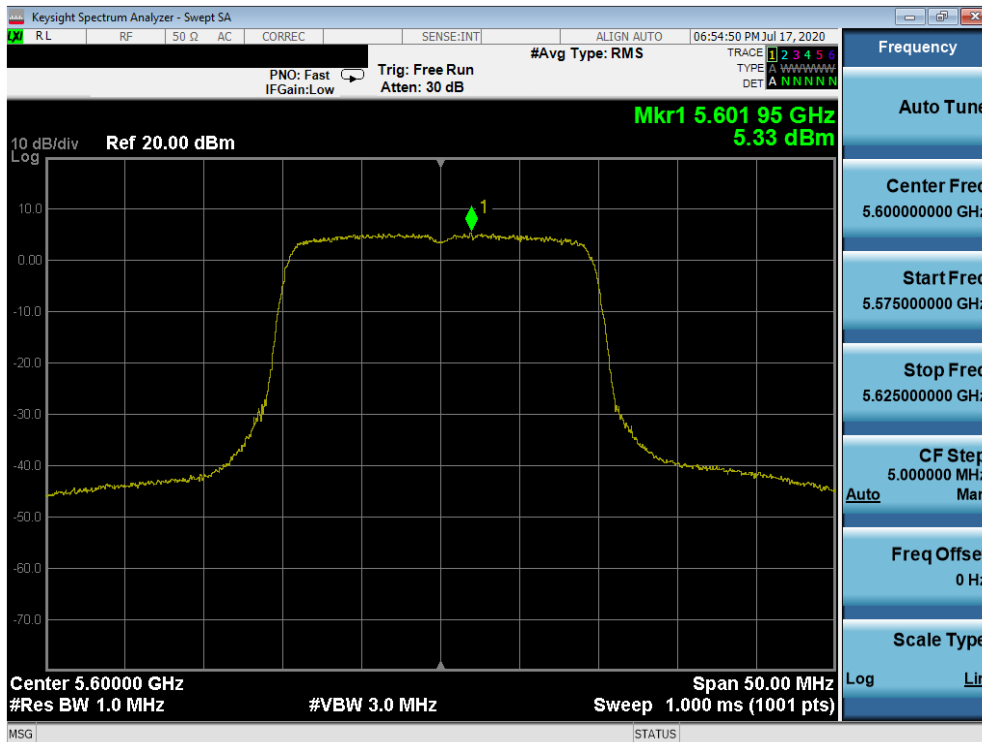 Keysight Spectrum Analyzer - Swept SA
LXI RL RF 50 Ω AC CORREC SENSE:INT ALIGN AUTO 06:54:50 PM Jul 17, 2020
#Avg Type: RMS
TRACE 1 2 3 4 5 6
TYPE A WWWWW
DET A N N N N N
PNO: Fast
IFGain:Low
Trig: Free Run
Atten: 30 dB
Mkr1 5.601 95 GHz
5.33 dBm
10 dB/div
Log
Ref 20.00 dBm
1
10.0
0.00
-10.0
-20.0
-30.0
-40.0
-50.0
-60.0
-70.0
Center 5.60000 GHz
Span 50.00 MHz
#Res BW 1.0 MHz
#VBW 3.0 MHz
Sweep 1.000 ms (1001 pts)
MSG
STATUS
Frequency
Auto Tune
Center Freq
5.600000000 GHz
Start Freq
5.575000000 GHz
Stop Freq
5.625000000 GHz
CF Step
5.000000 MHz
Auto Man
Freq Offset
0 Hz
Scale Type
Log Lin